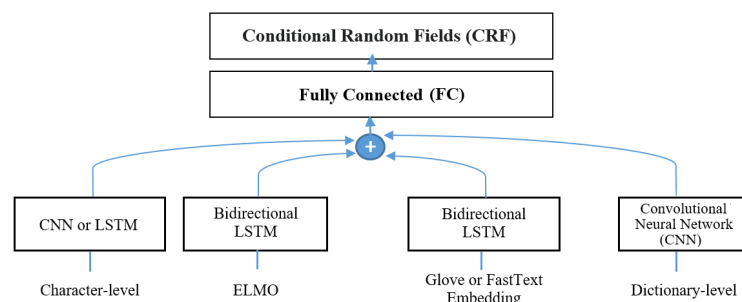 Conditional Random Fields (CRF)
Fully Connected (FC)
+
CNN or LSTM
Bidirectional
LSTM
Bidirectional
LSTM
Convolutional
Neural Network
(CNN)
Character-level
ELMO
Glove or FastText
Embedding
Dictionary-level